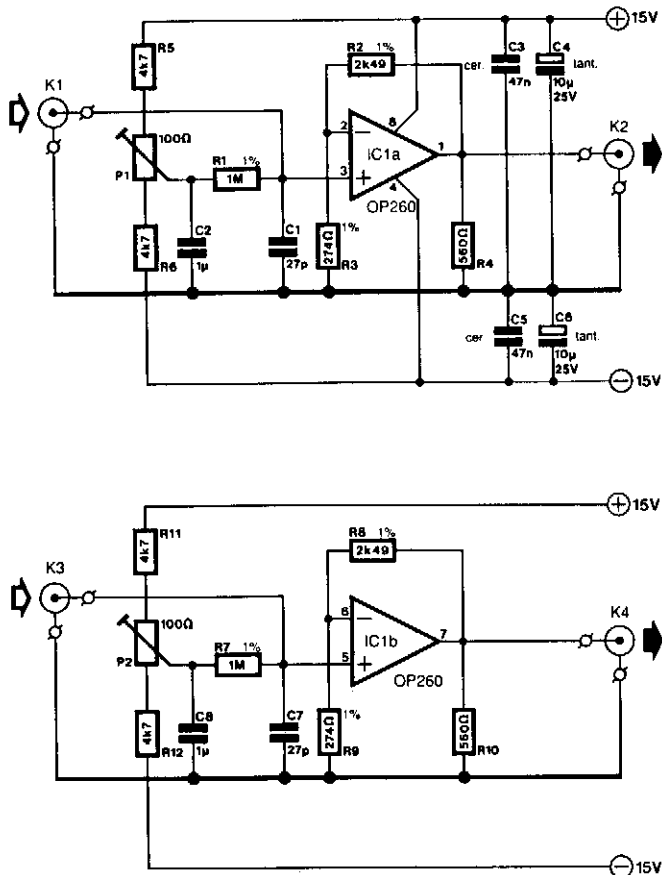 15V
R5
4k7
K1
100Ω
P1
R1 1%
1M
R6
4k7
C2
1µ
C1
27p
R2 1%
2k49
2
3
8
1
4
IC1a
OP260
1%
274Ω
R3
560Ω
R4
C3
cer.
47n
C4
tant.
10µ
25V
K2
C5
cer
47n
C6
tant.
10µ
25V
15V
15V
R11
4k7
K3
100Ω
P2
R7 1%
1M
4k7
R12
C8
1µ
C7
27p
R8 1%
2k49
6
5
7
IC1b
OP260
1%
274Ω
R9
560Ω
R10
K4
15V